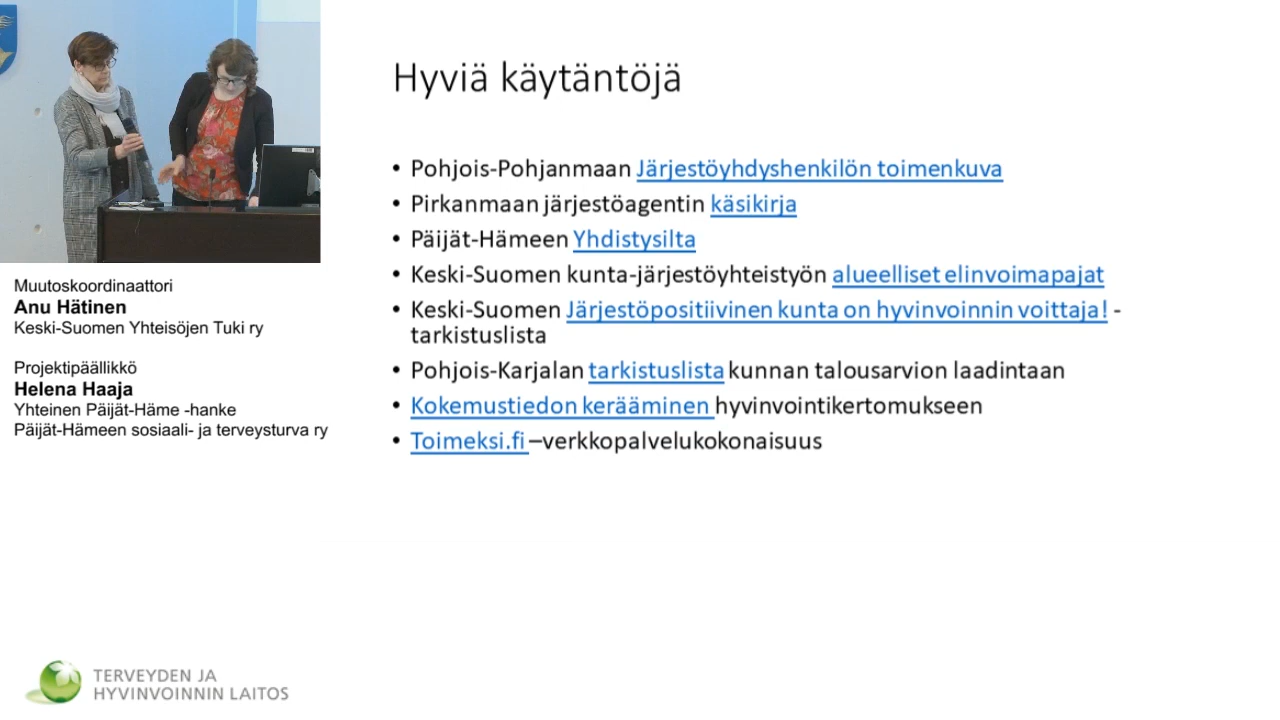 Hyviä käytäntöjä
• Pohjois-Pohjanmaan Järjestöyhdyshenkilön toimenkuva
• Pirkanmaan järjestöagentin käsikirja
• Päijät-Hämeen Yhdistysilta
• Keski-Suomen kunta-järjestöyhteistyön alueelliset elinvoimapajat
• Keski-Suomen Järjestöpositiivinen kunta on hyvinvoinnin voittaja! -
tarkistuslista
• Pohjois-Karjalan tarkistuslista kunnan talousarvion laadintaan
• Kokemustiedon kerääminen hyvinvointikertomukseen
• Toimeksi.fi –verkkopalvelukokonaisuus
Muutoskoordinaattori
Anu Hätinen
Keski-Suomen Yhteisöjen Tuki ry
Projektipäällikkö
Helena Haaja
Yhteinen Päijät-Häme -hanke
Päijät-Hämeen sosiaali- ja terveysturva ry
TERVEYDEN JA
HYVINVOINNIN LAITOS